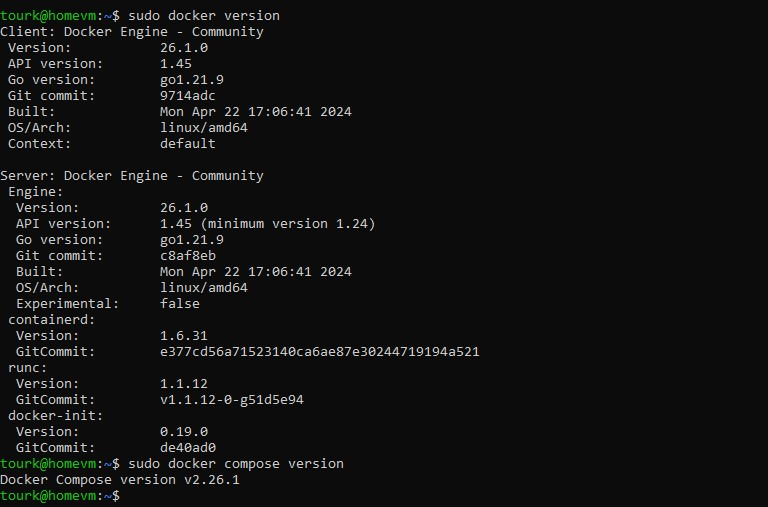 tourk@homevm:~$ sudo docker version
Client: Docker Engine - Community
 Version:           26.1.0
 API version:       1.45
 Go version:        go1.21.9
 Git commit:        9714adc
 Built:             Mon Apr 22 17:06:41 2024
 OS/Arch:           linux/amd64
 Context:           default

Server: Docker Engine - Community
 Engine:
  Version:          26.1.0
  API version:      1.45 (minimum version 1.24)
  Go version:       go1.21.9
  Git commit:       c8af8eb
  Built:            Mon Apr 22 17:06:41 2024
  OS/Arch:          linux/amd64
  Experimental:     false
 containerd:
  Version:          1.6.31
  GitCommit:        e377cd56a71523140ca6ae87e30244719194a521
 runc:
  Version:          1.1.12
  GitCommit:        v1.1.12-0-g51d5e94
 docker-init:
  Version:          0.19.0
  GitCommit:        de40ad0
tourk@homevm:~$ sudo docker compose version
Docker Compose version v2.26.1
tourk@homevm:~$